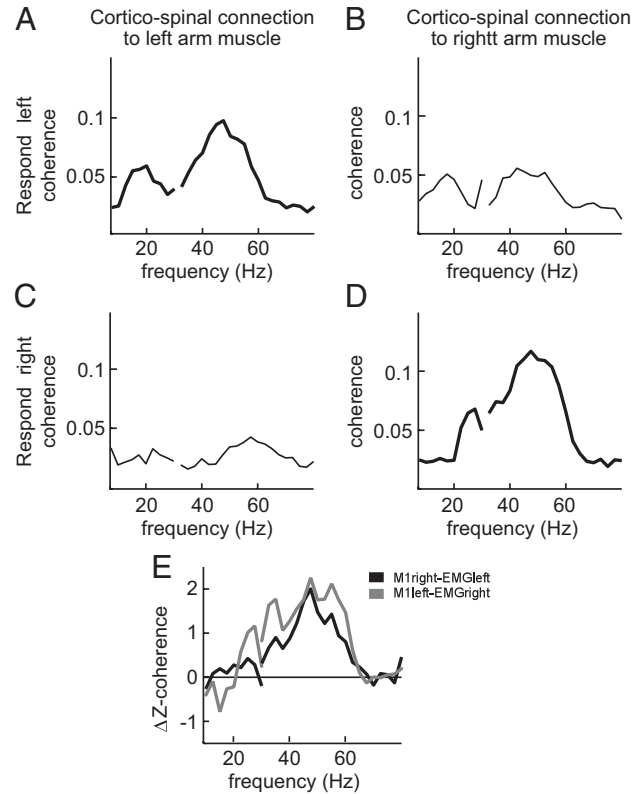 A
Cortico-spinal connection
to left arm muscle
B
Cortico-spinal connection
to rightt arm muscle
Respond left
coherence
0.1
0.05
20 40 60
frequency (Hz)
coherence
0.1
0.05
20 40 60
frequency (Hz)
C
Respond right
coherence
0.1
0.05
20 40 60
frequency (Hz)
D
coherence
0.1
0.05
20 40 60
frequency (Hz)
E
M1right-EMGleft
M1left-EMGright
ΔZ-coherence
2
1
0
-1
20 40 60
frequency (Hz)